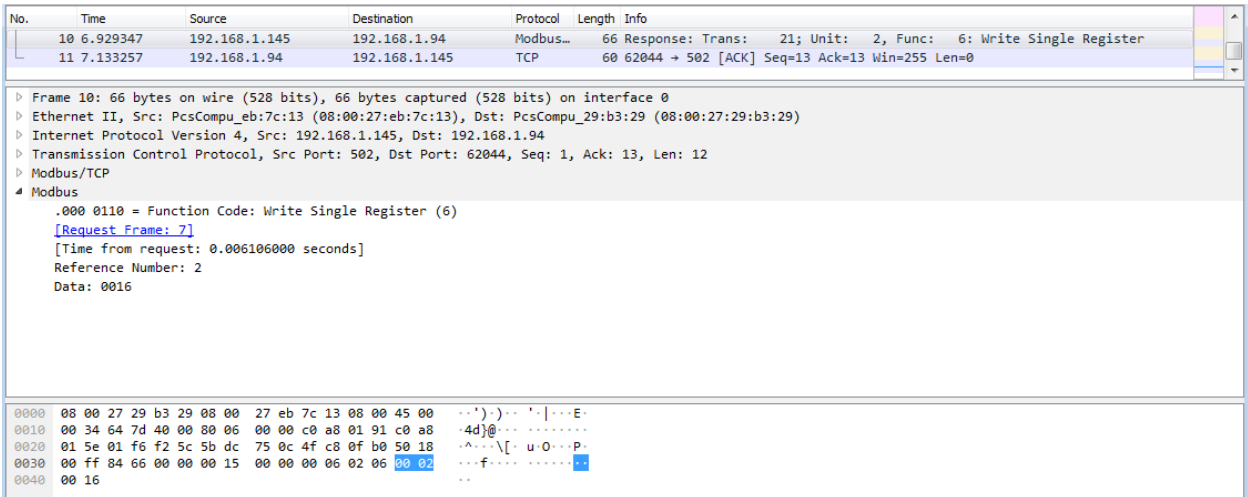 No. Time Source Destination Protocol Length Info
10 6.929347 192.168.1.145 192.168.1.94 Modbus… 66 Response: Trans: 21; Unit: 2, Func: 6: Write Single Register
11 7.133257 192.168.1.94 192.168.1.145 TCP 60 62044 → 502 [ACK] Seq=13 Ack=13 Win=255 Len=0
Frame 10: 66 bytes on wire (528 bits), 66 bytes captured (528 bits) on interface 0
Ethernet II, Src: PcsCompu_eb:7c:13 (08:00:27:eb:7c:13), Dst: PcsCompu_29:b3:29 (08:00:27:29:b3:29)
Internet Protocol Version 4, Src: 192.168.1.145, Dst: 192.168.1.94
Transmission Control Protocol, Src Port: 502, Dst Port: 62044, Seq: 1, Ack: 13, Len: 12
Modbus/TCP
Modbus
.000 0110 = Function Code: Write Single Register (6)
[Request Frame: 7]
[Time from request: 0.006106000 seconds]
Reference Number: 2
Data: 0016
0000 08 00 27 29 b3 29 08 00 27 eb 7c 13 08 00 45 00 ··')·)·· '·|···E·
0010 00 34 64 7d 40 00 80 06 00 00 c0 a8 01 91 c0 a8 ·4d}@··· ········
0020 01 5e 01 f6 f2 5c 5b dc 75 0c 4f c8 0f b0 50 18 ·^···\[· u·O···P·
0030 00 ff 84 66 00 00 00 15 00 00 00 06 02 06 00 02 ···f···· ········
0040 00 16 ··